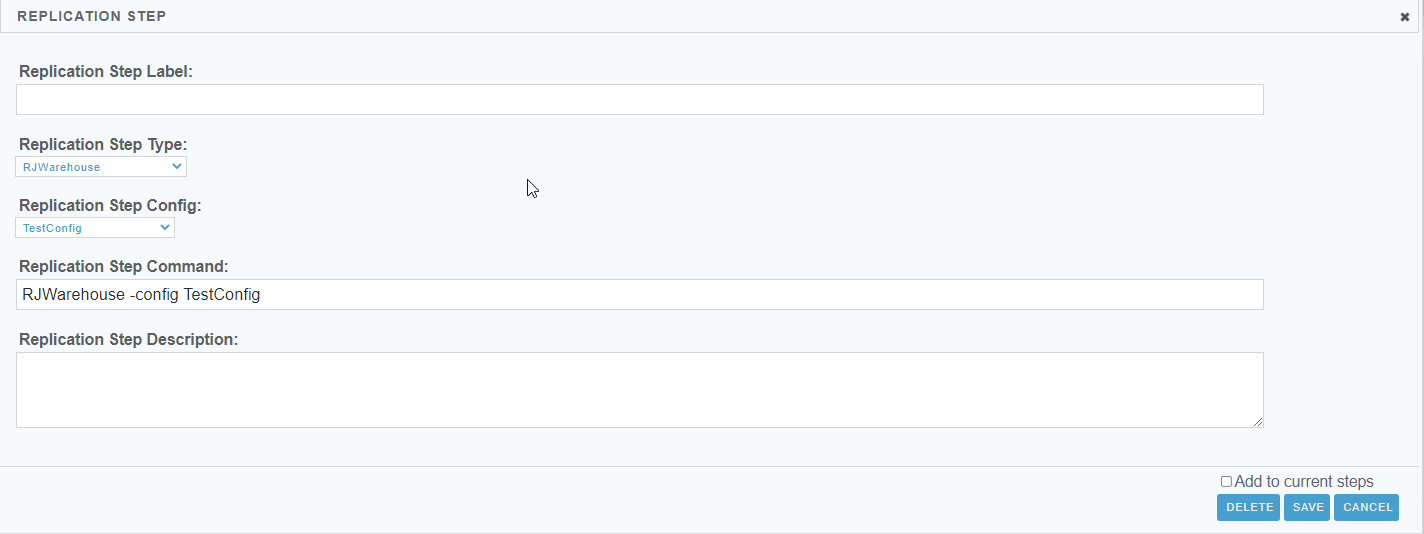 REPLICATION STEP
Replication Step Label:
Replication Step Type:
RJWarehouse
Replication Step Config:
TestConfig
Replication Step Command:
RJWarehouse -config TestConfig
Replication Step Description:
Add to current steps
DELETE SAVE CANCEL